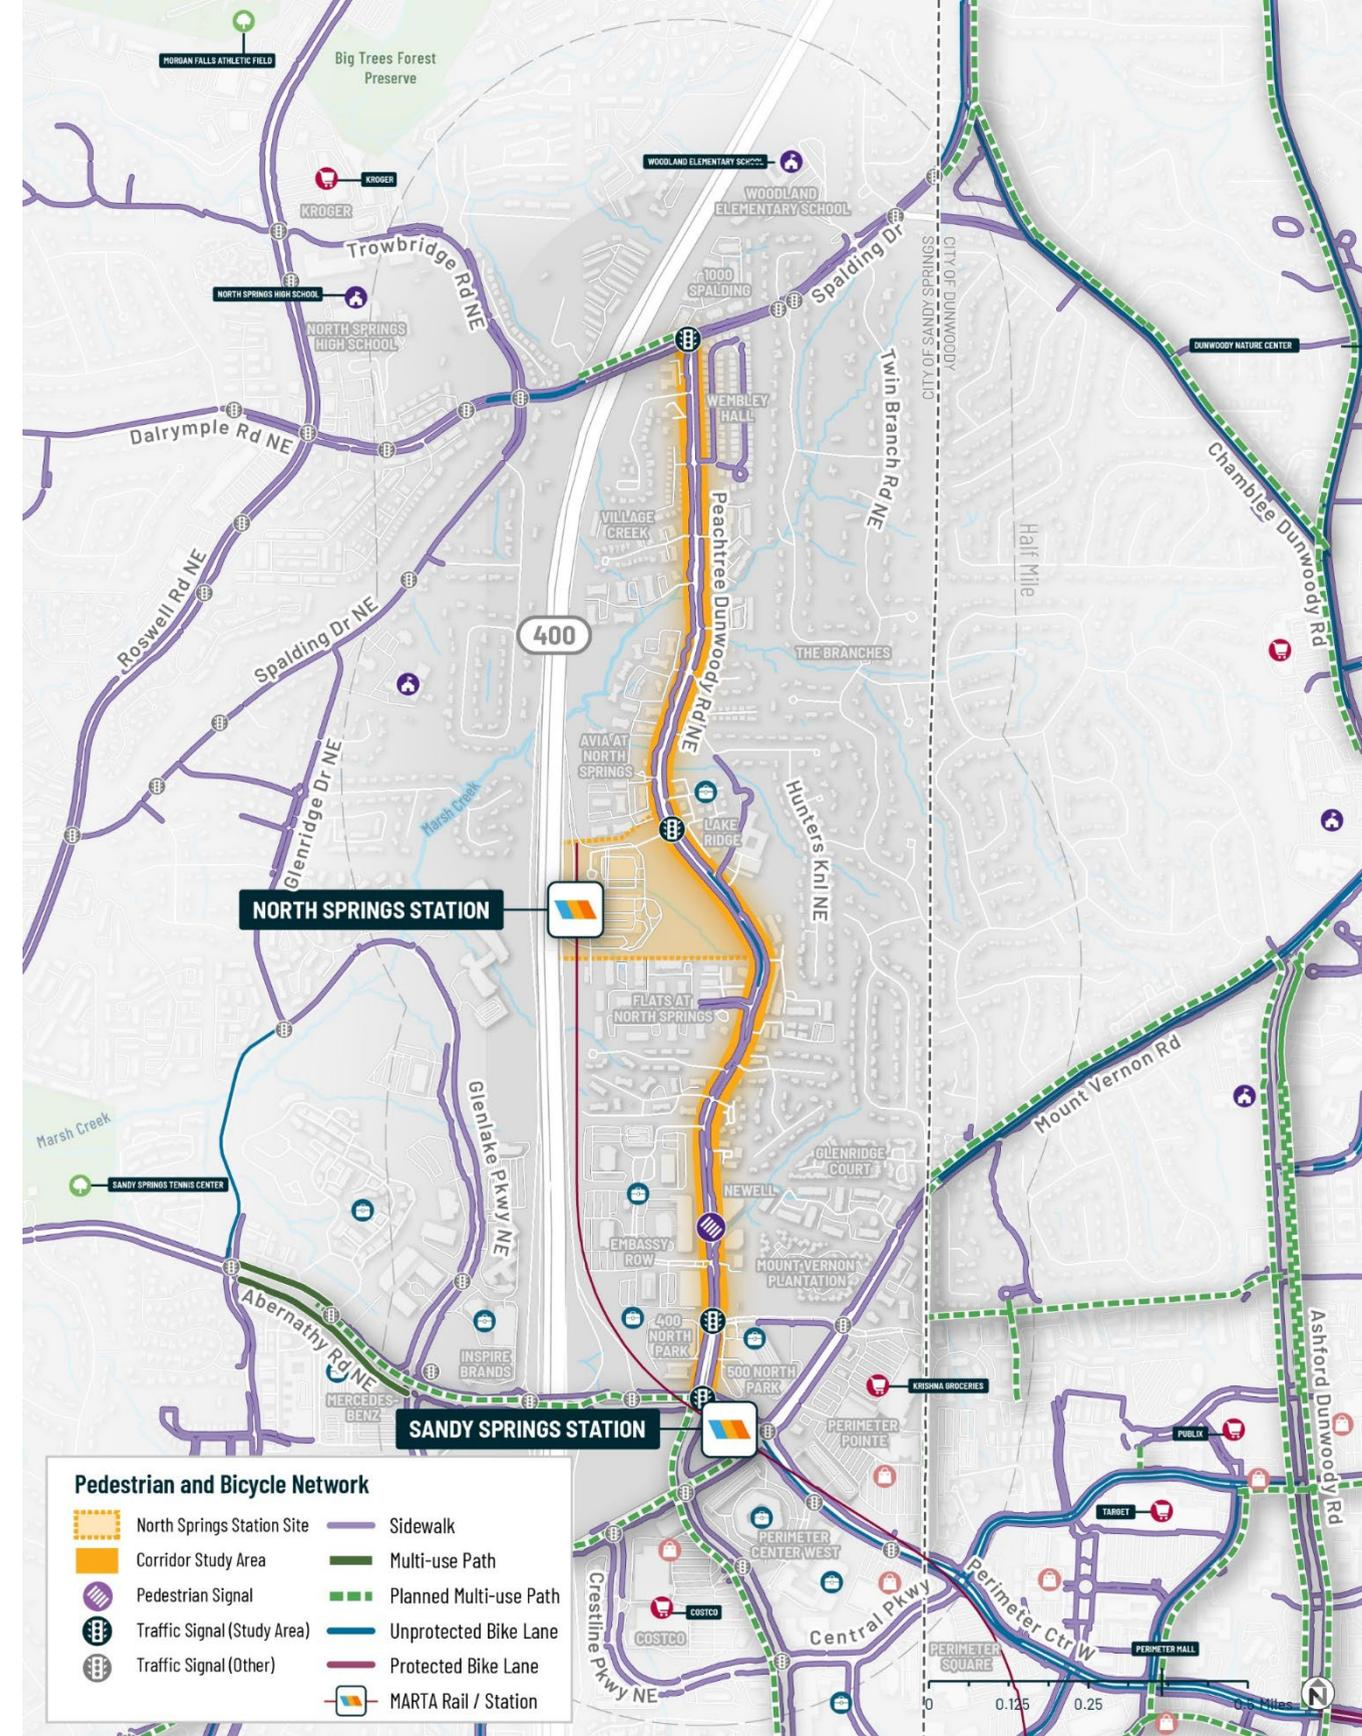 MORGAN FALLS ATHLETIC FIELD
Big Trees Forest
Preserve
WOODLAND ELEMENTARY SCHOOL
WOODLAND
ELEMENTARY SCHOOL
KROGER
KROGER
Trowbridge Rd NE
Spalding Dr
CITY OF SANDY SPRINGS
CITY OF DUNWOODY
1000
SPALDING
NORTH SPRINGS HIGH SCHOOL
NORTH SPRINGS
HIGH SCHOOL
DUNWOODY NATURE CENTER
WEMBLEY
HALL
Twin Branch Rd NE
Dalrymple Rd NE
Chamblee Dunwoody Rd
VILLAGE
CREEK
Peachtree Dunwoody Rd NE
Half Mile
Roswell Rd NE
Spalding Dr NE
400
THE BRANCHES
AVIA AT
NORTH
SPRINGS
Glenridge Dr NE
Marsh Creek
LAKE
RIDGE
Hunters Knl NE
NORTH SPRINGS STATION
FLATS AT
NORTH SPRINGS
Mount Vernon Rd
Marsh Creek
Glenlake Pkwy NE
SANDY SPRINGS TENNIS CENTER
GLENRIDGE
COURT
NEWELL
EMBASSY
ROW
MOUNT VERNON
PLANTATION
Abernathy Rd NE
400
NORTH
PARK
INSPIRE
BRANDS
500 NORTH
PARK
MERCEDES-
BENZ
KRISHNA GROCERIES
Ashford Dunwoody Rd
SANDY SPRINGS STATION
PERIMETER
POINTE
PUBLIX
TARGET
PERIMETER
CENTER WEST
Crestline Pkwy NE
COSTCO
COSTCO
Central Pkwy
Perimeter Ctr W
PERIMETER
SQUARE
PERIMETER MALL
Pedestrian and Bicycle Network
North Springs Station Site
Corridor Study Area
Pedestrian Signal
Traffic Signal (Study Area)
Traffic Signal (Other)
Sidewalk
Multi-use Path
Planned Multi-use Path
Unprotected Bike Lane
Protected Bike Lane
MARTA Rail / Station
0 0.125 0.25 0.5 Miles
N